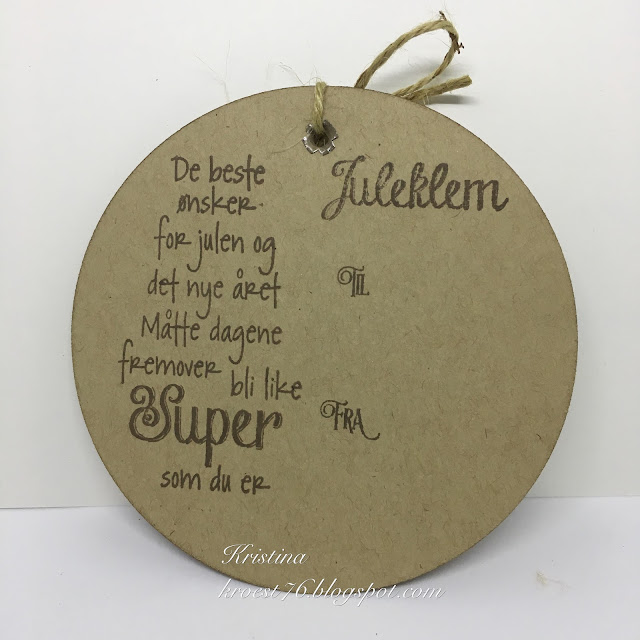 De beste
ønsker
for julen og
det nye året
Måtte dagene
fremover bli like
Super
som du er
Juleklem
TIL
FRA
Kristina
kroest76.blogspot.com